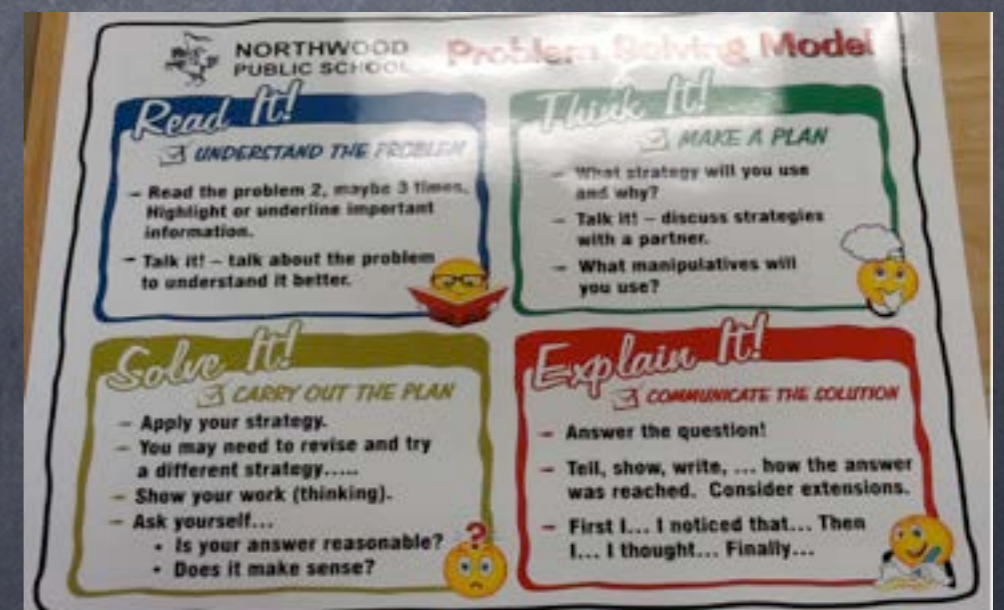 NORTHWOOD
PUBLIC SCHOOL
Problem Solving Model
Read It!
UNDERSTAND THE PROBLEM
– Read the problem 2, maybe 3 times.
Highlight or underline important
information.
– Talk it! – talk about the problem
to understand it better.
Think It!
MAKE A PLAN
– What strategy will you use
and why?
– Talk it! – discuss strategies
with a partner.
– What manipulatives will
you use?
Solve It!
CARRY OUT THE PLAN
– Apply your strategy.
– You may need to revise and try
a different strategy.....
– Show your work (thinking).
– Ask yourself...
• Is your answer reasonable?
• Does it make sense?
?
Explain It!
COMMUNICATE THE SOLUTION
– Answer the question!
– Tell, show, write, ... how the answer
was reached. Consider extensions.
– First I... I noticed that... Then
I... I thought... Finally...